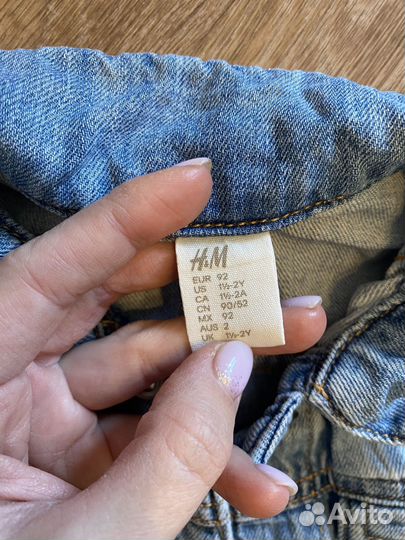 H&M
EUR 92
US 1½-2Y
CA 1½-2A
CN 90/52
MX 92
AUS 2
UK 1½-2Y
Avito